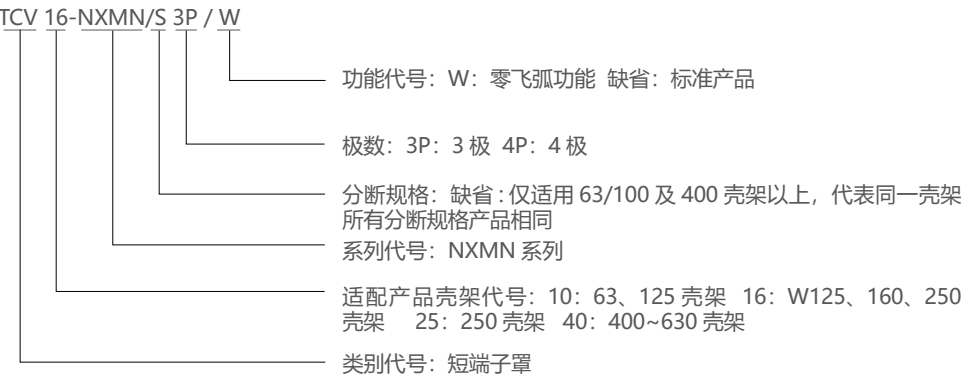 TCV 16-NXMN/S 3P / W
功能代号：W：零飞弧功能 缺省：标准产品
极数：3P：3 极 4P：4 极
分断规格：缺省：仅适用 63/100 及 400 壳架以上，代表同一壳架
所有分断规格产品相同
系列代号：NXMN 系列
适配产品壳架代号：10：63、125 壳架 16：W125、160、250
壳架 25：250 壳架 40：400~630 壳架
类别代号：短端子罩